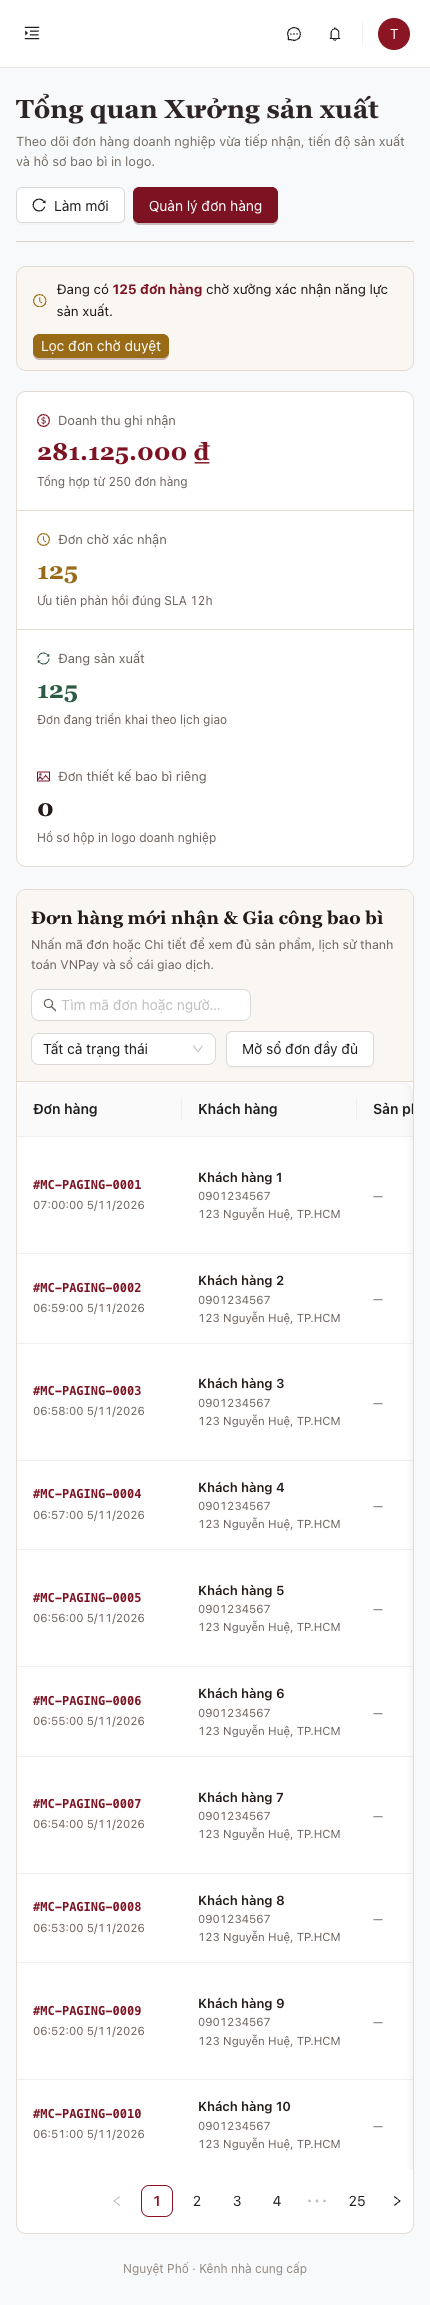 T
Tổng quan Xưởng sản xuất
Theo dõi đơn hàng doanh nghiệp vừa tiếp nhận, tiến độ sản xuất
và hồ sơ bao bì in logo.
Làm mới
Quản lý đơn hàng
Đang có 125 đơn hàng chờ xưởng xác nhận năng lực
sản xuất.
Lọc đơn chờ duyệt
Doanh thu ghi nhận
281.125.000 ₫
Tổng hợp từ 250 đơn hàng
Đơn chờ xác nhận
125
Ưu tiên phản hồi đúng SLA 12h
Đang sản xuất
125
Đơn đang triển khai theo lịch giao
Đơn thiết kế bao bì riêng
0
Hồ sơ hộp in logo doanh nghiệp
Đơn hàng mới nhận & Gia công bao bì
Nhấn mã đơn hoặc Chi tiết để xem đủ sản phẩm, lịch sử thanh
toán VNPay và sổ cái giao dịch.
Tìm mã đơn hoặc ngườ...
Tất cả trạng thái
Mở sổ đơn đầy đủ
Đơn hàng Khách hàng Sản ph
#MC-PAGING-0001
07:00:00 5/11/2026
Khách hàng 1
0901234567
123 Nguyễn Huệ, TP.HCM
—
#MC-PAGING-0002
06:59:00 5/11/2026
Khách hàng 2
0901234567
123 Nguyễn Huệ, TP.HCM
—
#MC-PAGING-0003
06:58:00 5/11/2026
Khách hàng 3
0901234567
123 Nguyễn Huệ, TP.HCM
—
#MC-PAGING-0004
06:57:00 5/11/2026
Khách hàng 4
0901234567
123 Nguyễn Huệ, TP.HCM
—
#MC-PAGING-0005
06:56:00 5/11/2026
Khách hàng 5
0901234567
123 Nguyễn Huệ, TP.HCM
—
#MC-PAGING-0006
06:55:00 5/11/2026
Khách hàng 6
0901234567
123 Nguyễn Huệ, TP.HCM
—
#MC-PAGING-0007
06:54:00 5/11/2026
Khách hàng 7
0901234567
123 Nguyễn Huệ, TP.HCM
—
#MC-PAGING-0008
06:53:00 5/11/2026
Khách hàng 8
0901234567
123 Nguyễn Huệ, TP.HCM
—
#MC-PAGING-0009
06:52:00 5/11/2026
Khách hàng 9
0901234567
123 Nguyễn Huệ, TP.HCM
—
#MC-PAGING-0010
06:51:00 5/11/2026
Khách hàng 10
0901234567
123 Nguyễn Huệ, TP.HCM
—
1 2 3 4 ••• 25
Nguyệt Phố · Kênh nhà cung cấp